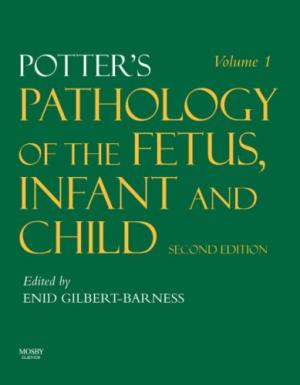 POTTER'S Volume 1
PATHOLOGY
OF THE FETUS,
INFANT AND
CHILD SECOND EDITION
Edited by
ENID GILBERT-BARNESS
MOSBY
ELSEVIER